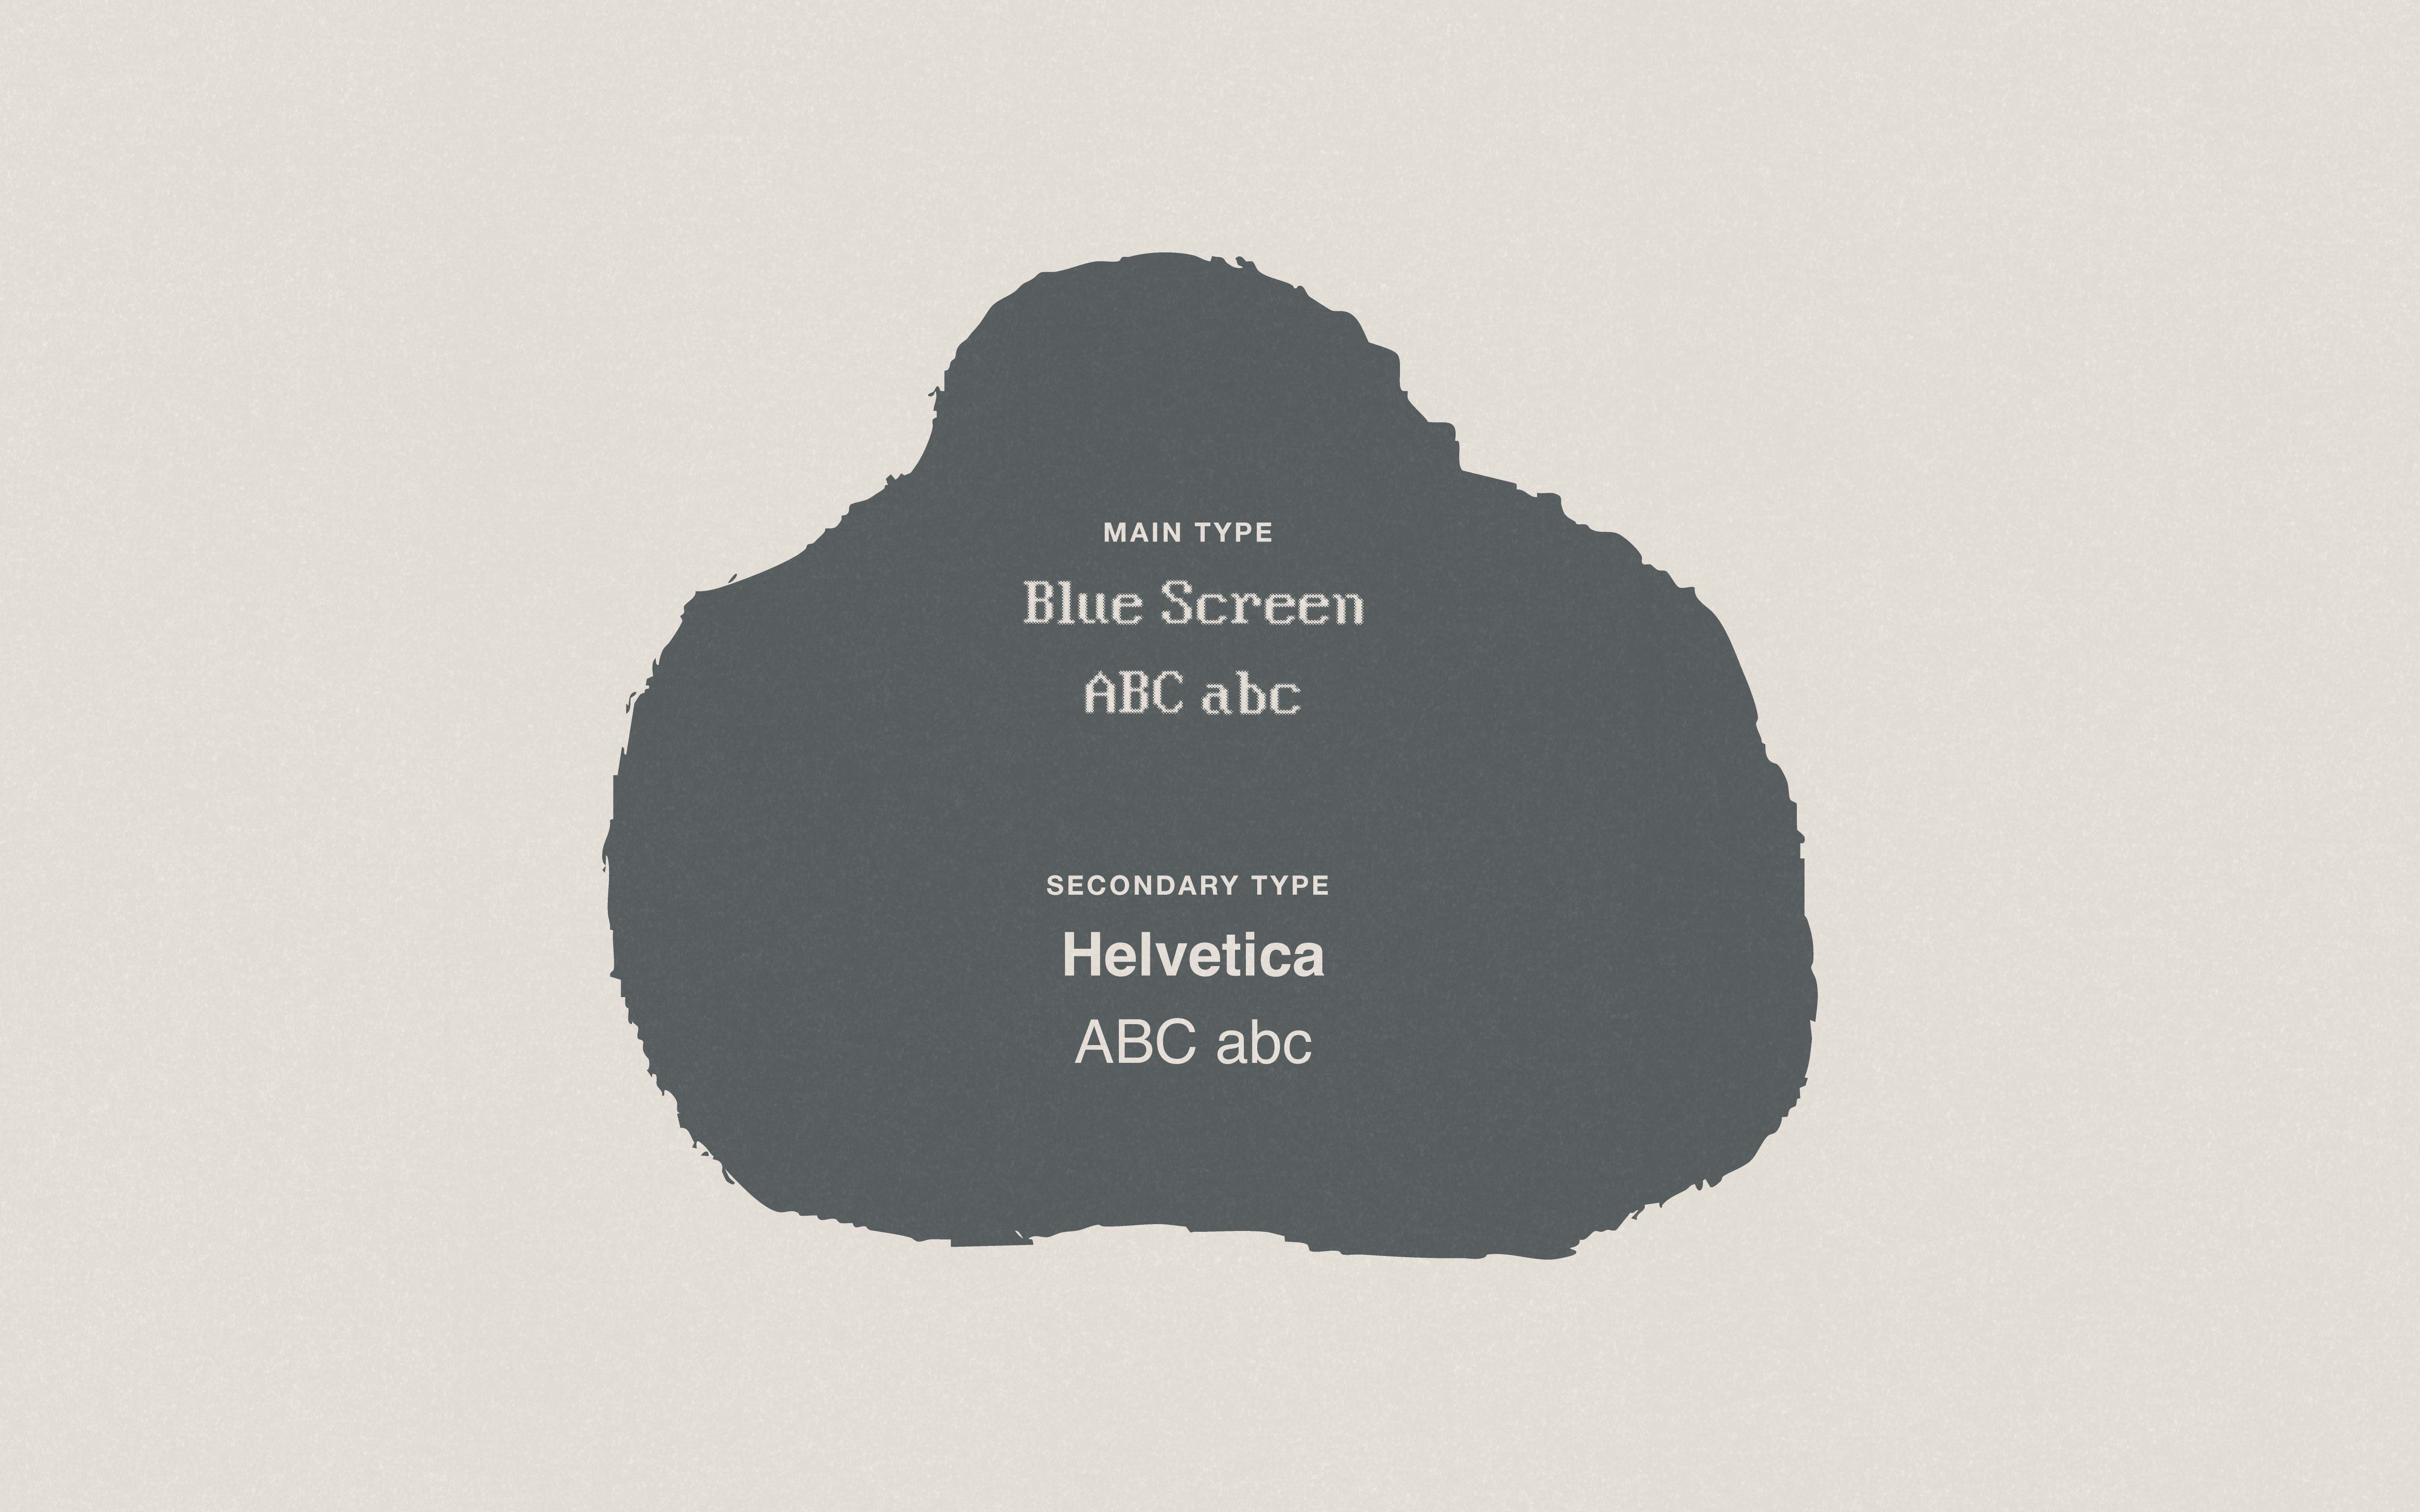 MAIN TYPE
Blue Screen
ABC abc
SECONDARY TYPE
Helvetica
ABC abc